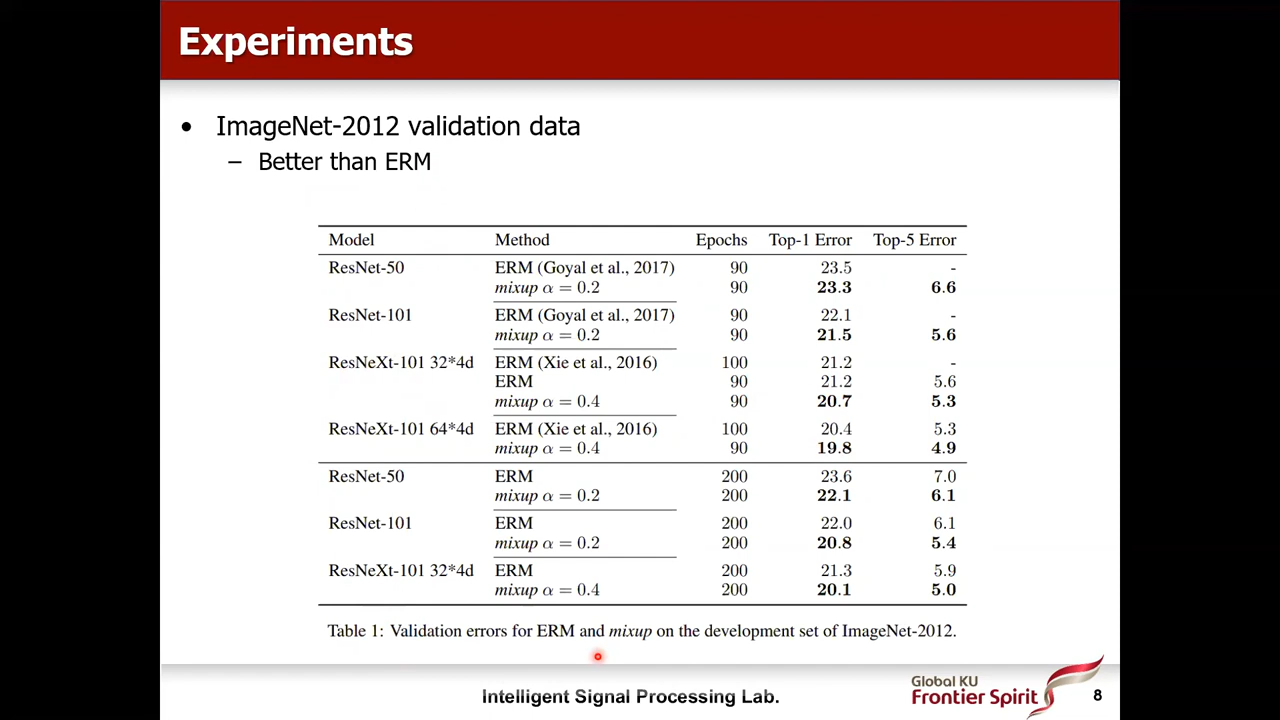 Experiments
• ImageNet-2012 validation data
– Better than ERM
Model Method Epochs Top-1 Error Top-5 Error
ResNet-50 ERM (Goyal et al., 2017) 90 23.5 -
mixup α = 0.2 90 23.3 6.6
ResNet-101 ERM (Goyal et al., 2017) 90 22.1 -
mixup α = 0.2 90 21.5 5.6
ResNeXt-101 32*4d ERM (Xie et al., 2016) 100 21.2 -
ERM 90 21.2 5.6
mixup α = 0.4 90 20.7 5.3
ResNeXt-101 64*4d ERM (Xie et al., 2016) 100 20.4 5.3
mixup α = 0.4 90 19.8 4.9
ResNet-50 ERM 200 23.6 7.0
mixup α = 0.2 200 22.1 6.1
ResNet-101 ERM 200 22.0 6.1
mixup α = 0.2 200 20.8 5.4
ResNeXt-101 32*4d ERM 200 21.3 5.9
mixup α = 0.4 200 20.1 5.0
Table 1: Validation errors for ERM and mixup on the development set of ImageNet-2012.
Intelligent Signal Processing Lab.
Global KU
Frontier Spirit
8